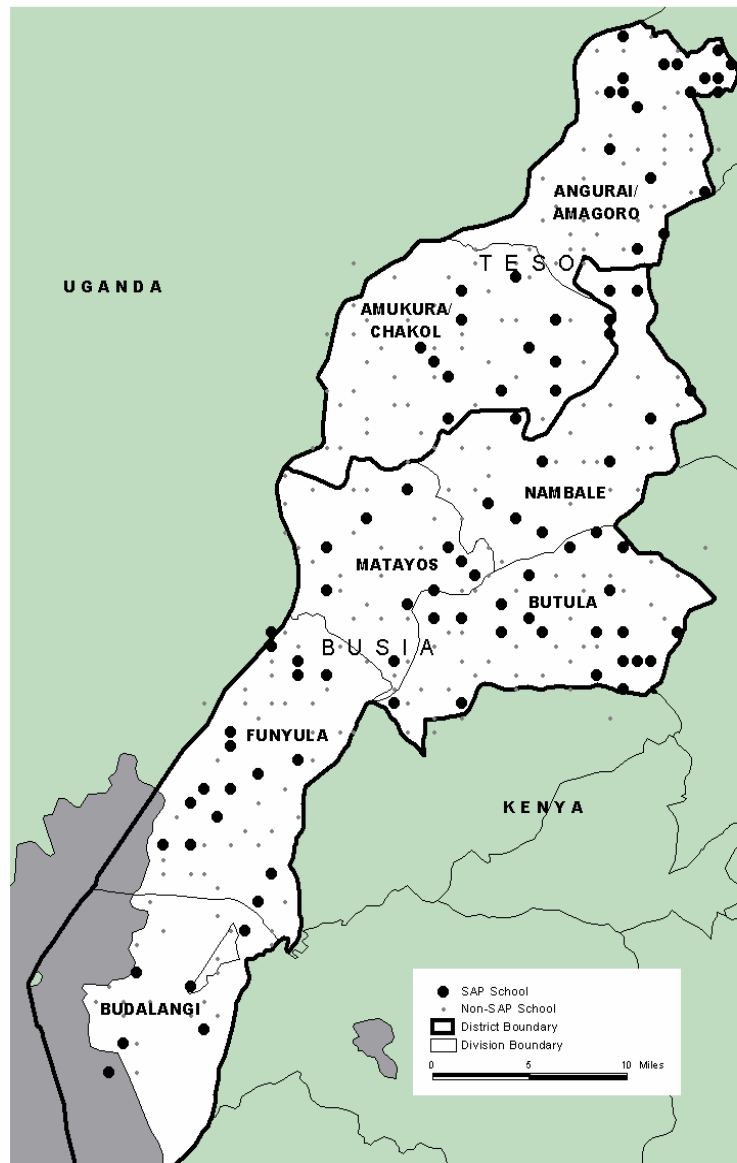 ANGURAI/
AMAGORO
TESO
UGANDA
AMUKURA/
CHAKOL
NAMBALE
MATAYOS
BUTULA
BUSIA
FUNYULA
KENYA
BUDALANGI
SAP School
Non-SAP School
District Boundary
Division Boundary
0 5 10 Miles